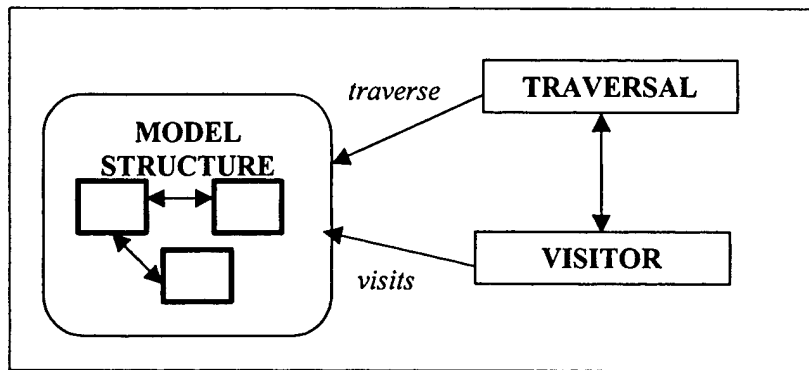 traverse
TRAVERSAL
MODEL
STRUCTURE
visits
VISITOR